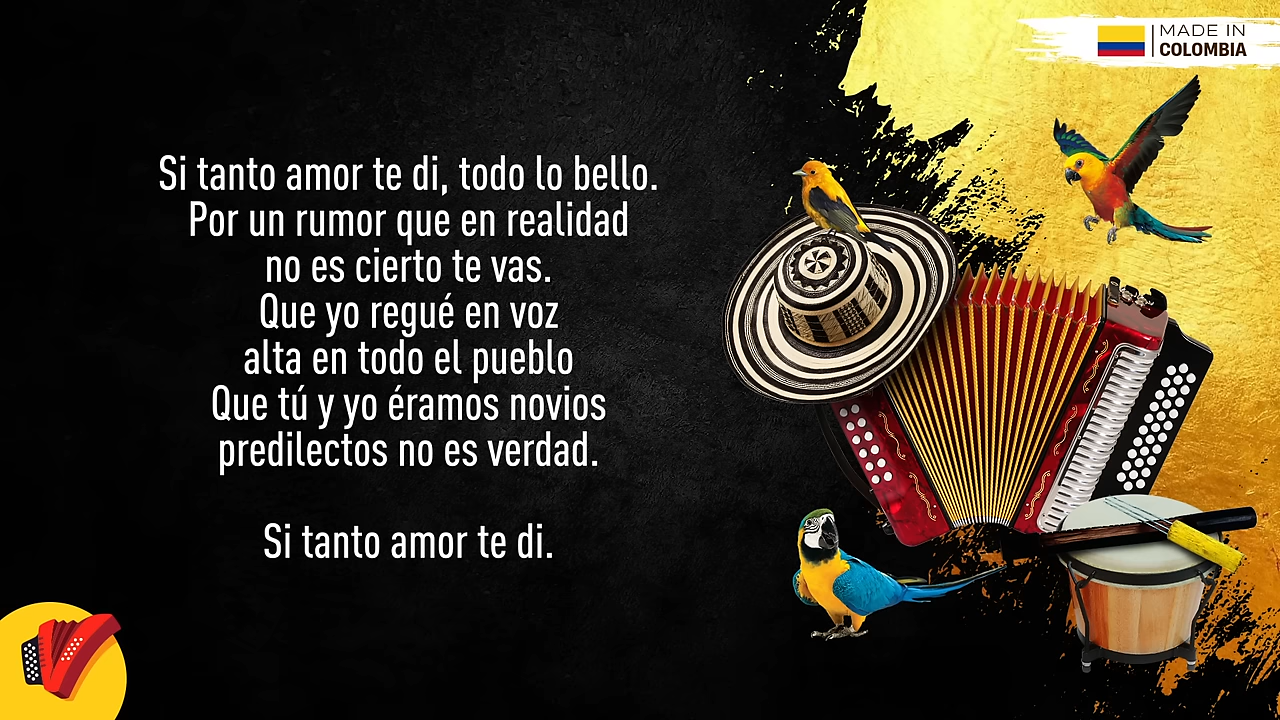 MADE IN
COLOMBIA
Si tanto amor te di, todo lo bello.
Por un rumor que en realidad
no es cierto te vas.
Que yo regué en voz
alta en todo el pueblo
Que tú y yo éramos novios
predilectos no es verdad.
Si tanto amor te di.